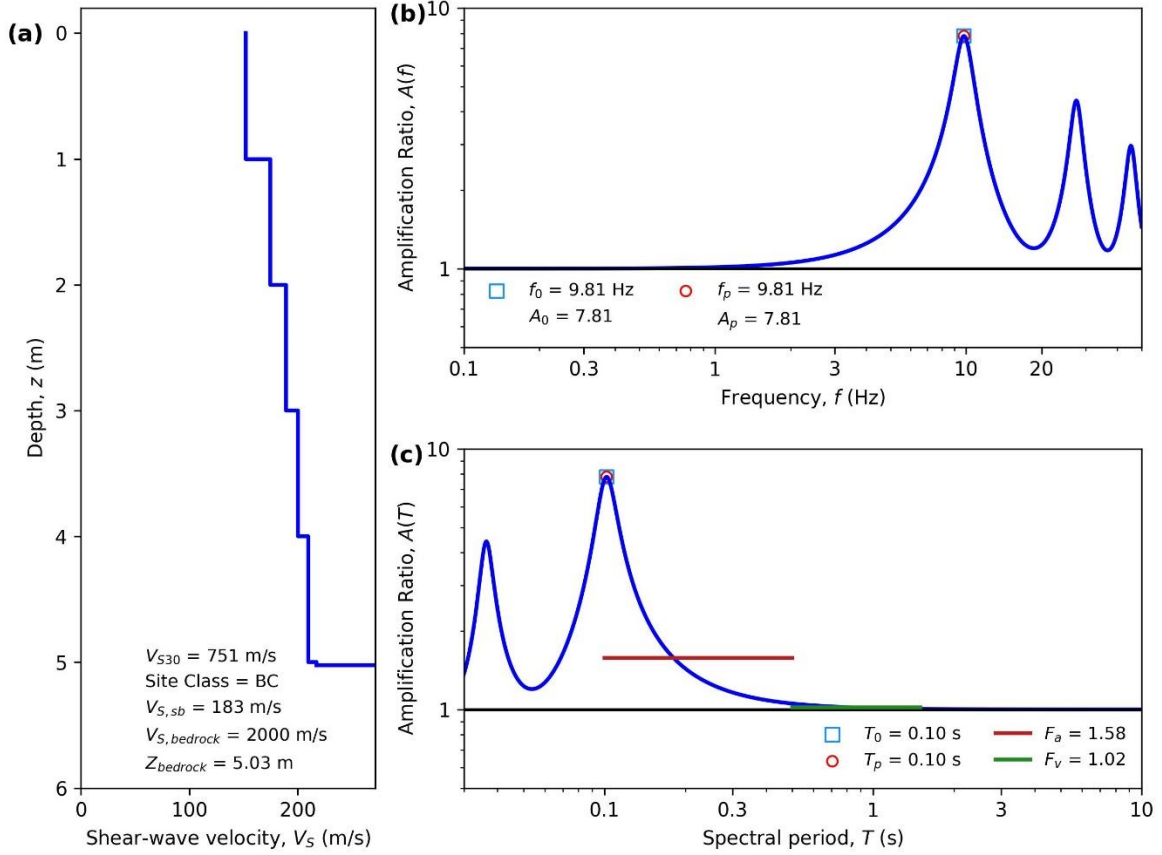 (a)
0
1
2
3
4
5
6
Depth, z (m)
V_S30 = 751 m/s
Site Class = BC
V_S,sb = 183 m/s
V_S,bedrock = 2000 m/s
Z_bedrock = 5.03 m
0 100 200
Shear-wave velocity, V_S (m/s)
(b)
10
1
Amplification Ratio, A(f)
f_0 = 9.81 Hz f_p = 9.81 Hz
A_0 = 7.81 A_p = 7.81
0.1 0.3 1 3 10 20
Frequency, f (Hz)
(c)
10
1
Amplification Ratio, A(T)
T_0 = 0.10 s F_a = 1.58
T_p = 0.10 s F_v = 1.02
0.1 0.3 1 3 10
Spectral period, T (s)